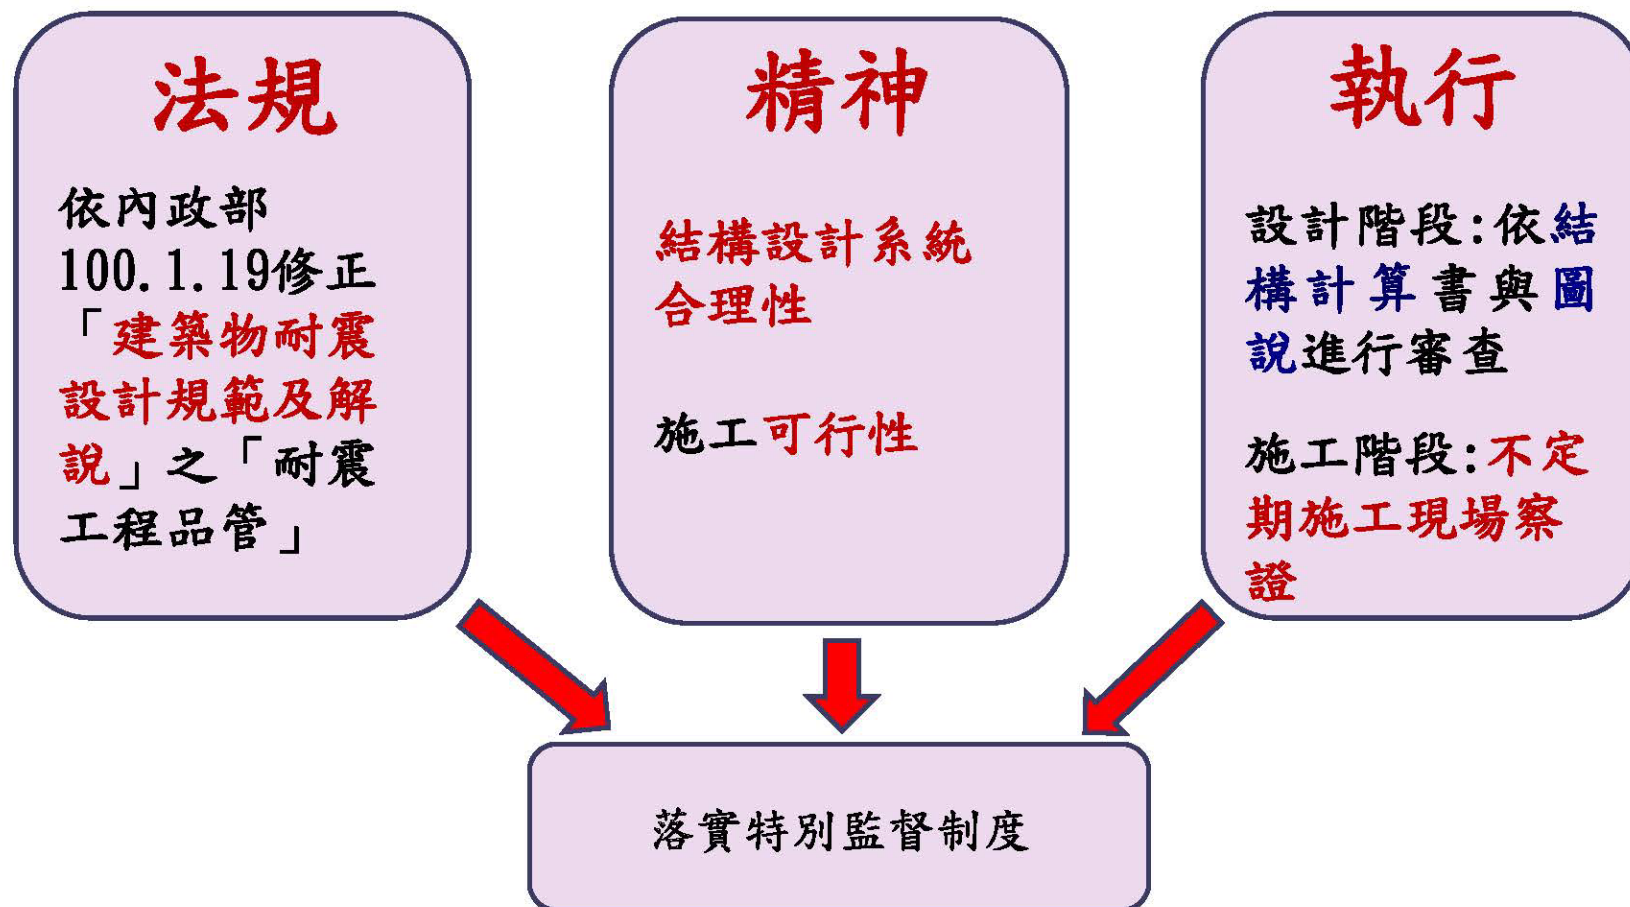 法規
依內政部
100.1.19修正
「建築物耐震
設計規範及解
說」之「耐震
工程品管」
精神
結構設計系統
合理性
施工可行性
執行
設計階段:依結
構計算書與圖
說進行審查
施工階段:不定
期施工現場察
證
落實特別監督制度